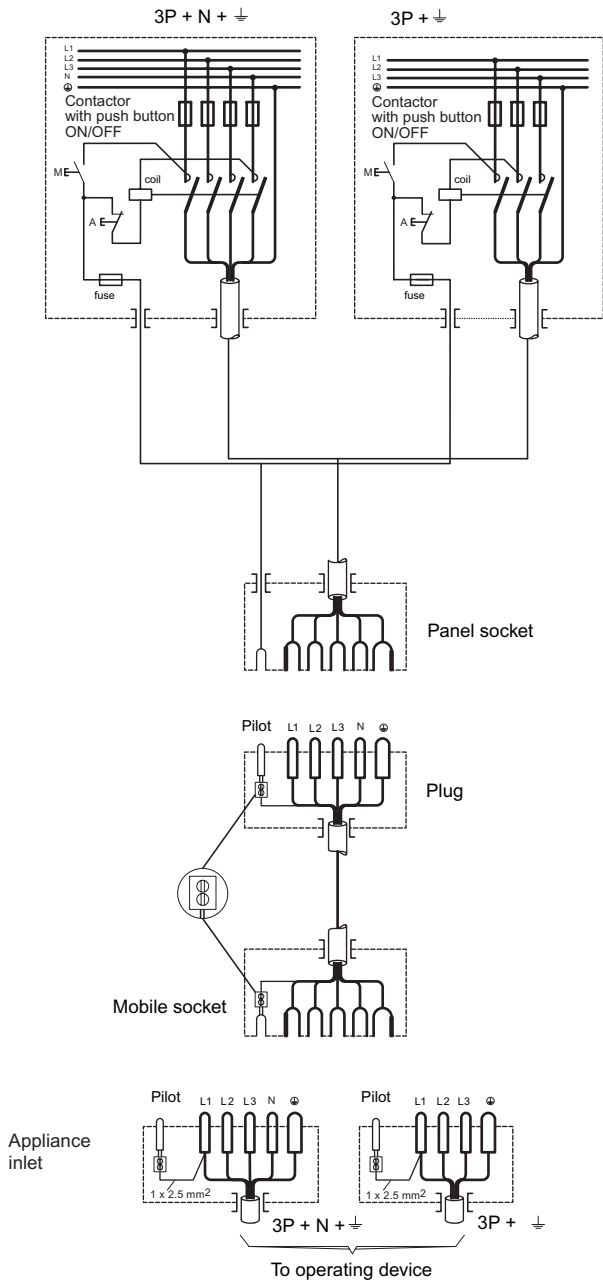 3P + N + ⏚
3P + ⏚
L1
L2
L3
N
⏚
Contactor
with push button
ON/OFF
M
coil
A
fuse
L1
L2
L3
⏚
Contactor
with push button
ON/OFF
M
coil
A
fuse
Panel socket
Pilot L1 L2 L3 N ⏚
Plug
Mobile socket
Pilot L1 L2 L3 N ⏚
Pilot L1 L2 L3 ⏚
Appliance
inlet
1 x 2.5 mm²
1 x 2.5 mm²
3P + N + ⏚
3P + ⏚
To operating device